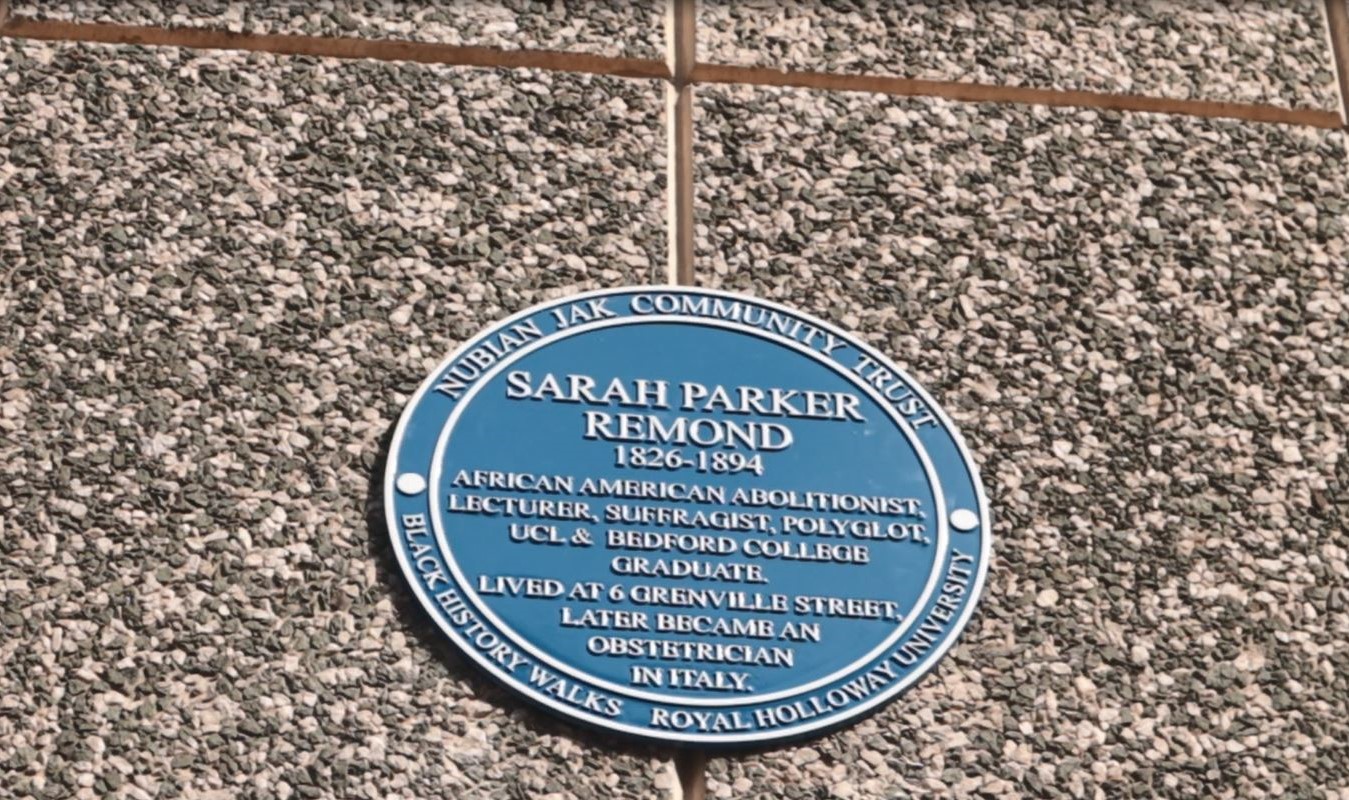 NUBIAN JAK COMMUNITY TRUST
SARAH PARKER
REMOND
1826-1894
AFRICAN AMERICAN ABOLITIONIST,
LECTURER, SUFFRAGIST, POLYGLOT,
UCL & BEDFORD COLLEGE
GRADUATE.
LIVED AT 6 GRENVILLE STREET,
LATER BECAME AN
OBSTETRICIAN
IN ITALY.
BLACK HISTORY WALKS ROYAL HOLLOWAY UNIVERSITY